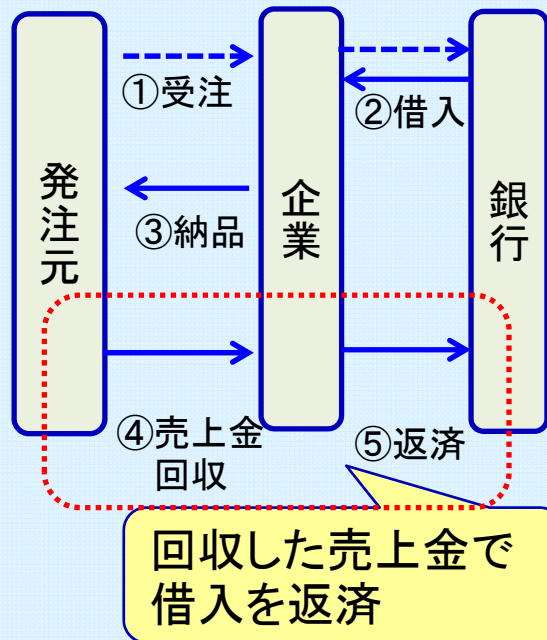 発注元
企業
銀行
①受注
②借入
③納品
④売上金
回収
⑤返済
回収した売上金で
借入を返済